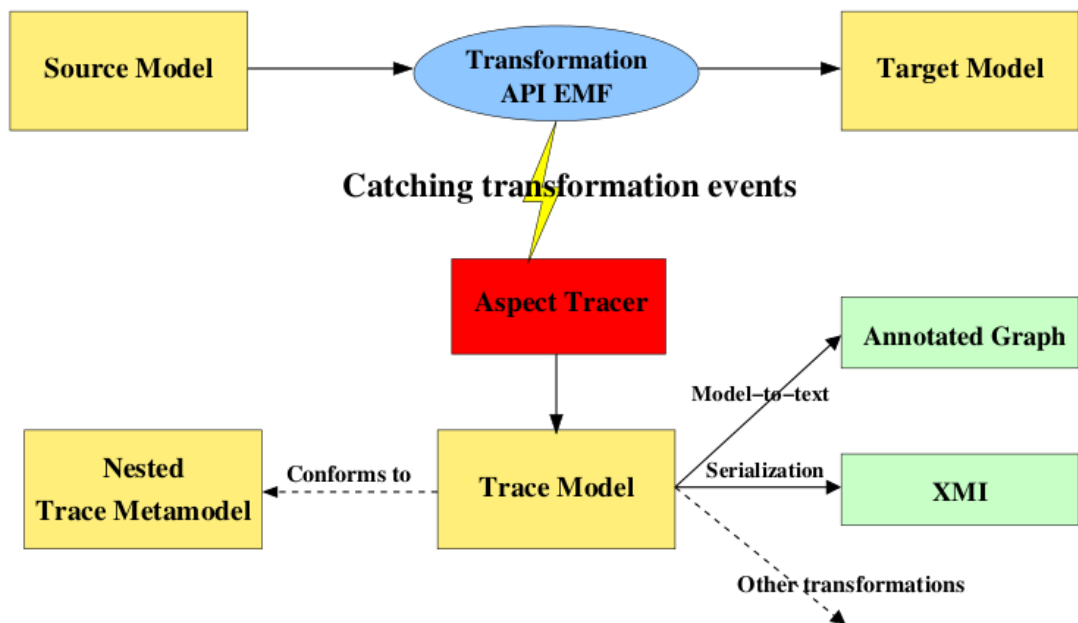 Source Model
Transformation
API EMF
Target Model
Catching transformation events
Aspect Tracer
Annotated Graph
Model-to-text
Nested
Trace Metamodel
Conforms to
Trace Model
Serialization
XMI
Other transformations